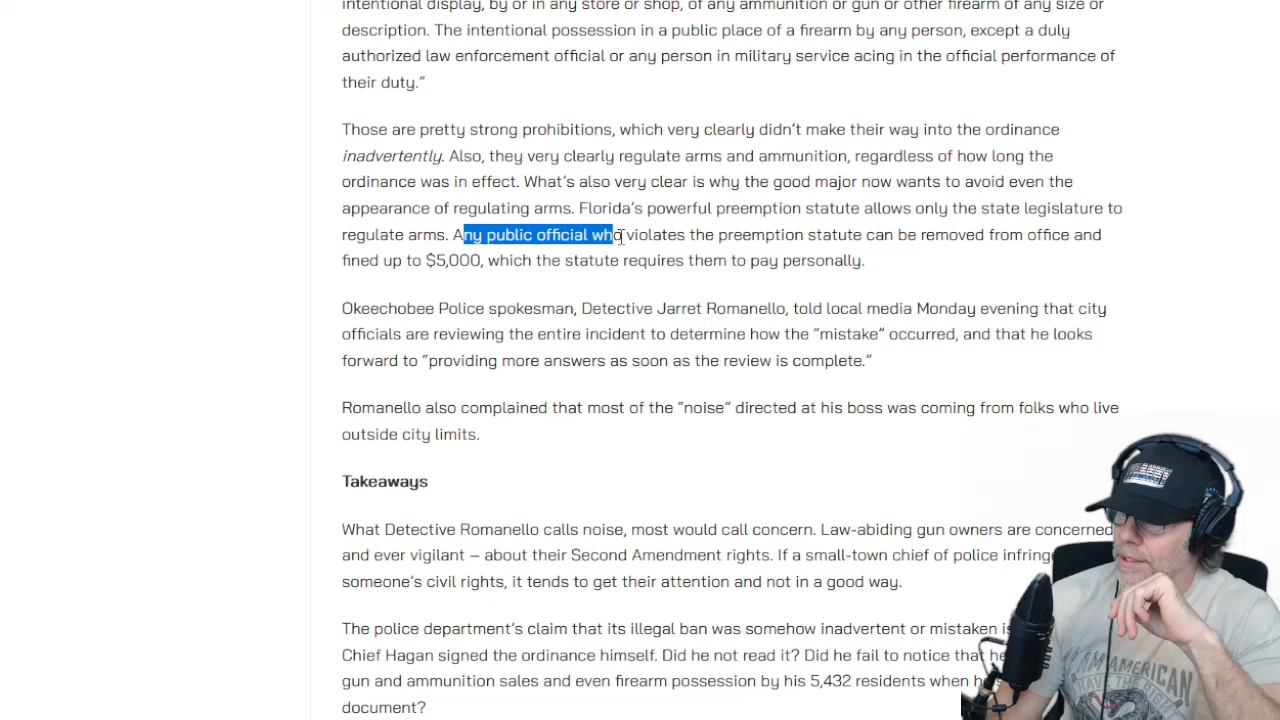 intentional display, by or in any store or shop, of any ammunition or gun or other firearm of any size or
description. The intentional possession in a public place of a firearm by any person, except a duly
authorized law enforcement official or any person in military service acing in the official performance of
their duty.”
Those are pretty strong prohibitions, which very clearly didn’t make their way into the ordinance
inadvertently. Also, they very clearly regulate arms and ammunition, regardless of how long the
ordinance was in effect. What’s also very clear is why the good major now wants to avoid even the
appearance of regulating arms. Florida’s powerful preemption statute allows only the state legislature to
regulate arms. Any public official who violates the preemption statute can be removed from office and
fined up to $5,000, which the statute requires them to pay personally.
Okeechobee Police spokesman, Detective Jarret Romanello, told local media Monday evening that city
officials are reviewing the entire incident to determine how the “mistake” occurred, and that he looks
forward to “providing more answers as soon as the review is complete.”
Romanello also complained that most of the “noise” directed at his boss was coming from folks who live
outside city limits.
Takeaways
What Detective Romanello calls noise, most would call concern. Law-abiding gun owners are concerned
and ever vigilant – about their Second Amendment rights. If a small-town chief of police infring
someone’s civil rights, it tends to get their attention and not in a good way.
The police department’s claim that its illegal ban was somehow inadvertent or mistaken
Chief Hagan signed the ordinance himself. Did he not read it? Did he fail to notice that
gun and ammunition sales and even firearm possession by his 5,432 residents when
document?
AMERICAN